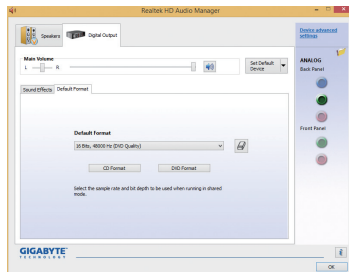 Realtek HD Audio Manager
Speakers
Digital Output
Device advanced
settings
Main Volume
L
R
Set Default
Device
ANALOG
Back Panel
Sound Effects
Default Format
Default Format
16 Bits, 48000 Hz (DVD Quality)
CD Format
DVD Format
Select the sample rate and bit depth to be used when running in shared
mode.
Front Panel
GIGABYTE™
TECHNOLOGY
i
OK